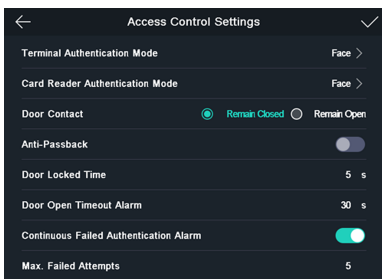 Access Control Settings
Terminal Authentication Mode Face
Card Reader Authentication Mode Face
Door Contact Remain Closed Remain Open
Anti-Passback
Door Locked Time 5 s
Door Open Timeout Alarm 30 s
Continuous Failed Authentication Alarm
Max. Failed Attempts 5